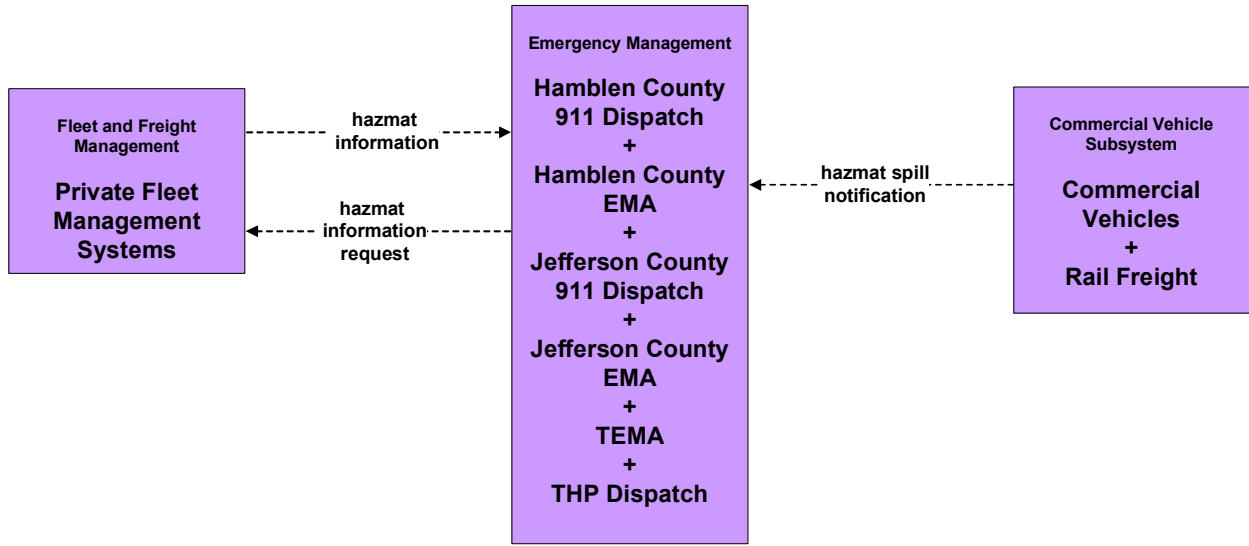 Fleet and Freight
Management
Private Fleet
Management
Systems
hazmat
information
hazmat
information
request
Emergency Management
Hamblen County
911 Dispatch
+
Hamblen County
EMA
+
Jefferson County
911 Dispatch
+
Jefferson County
EMA
+
TEMA
+
THP Dispatch
hazmat spill
notification
Commercial Vehicle
Subsystem
Commercial
Vehicles
+
Rail Freight